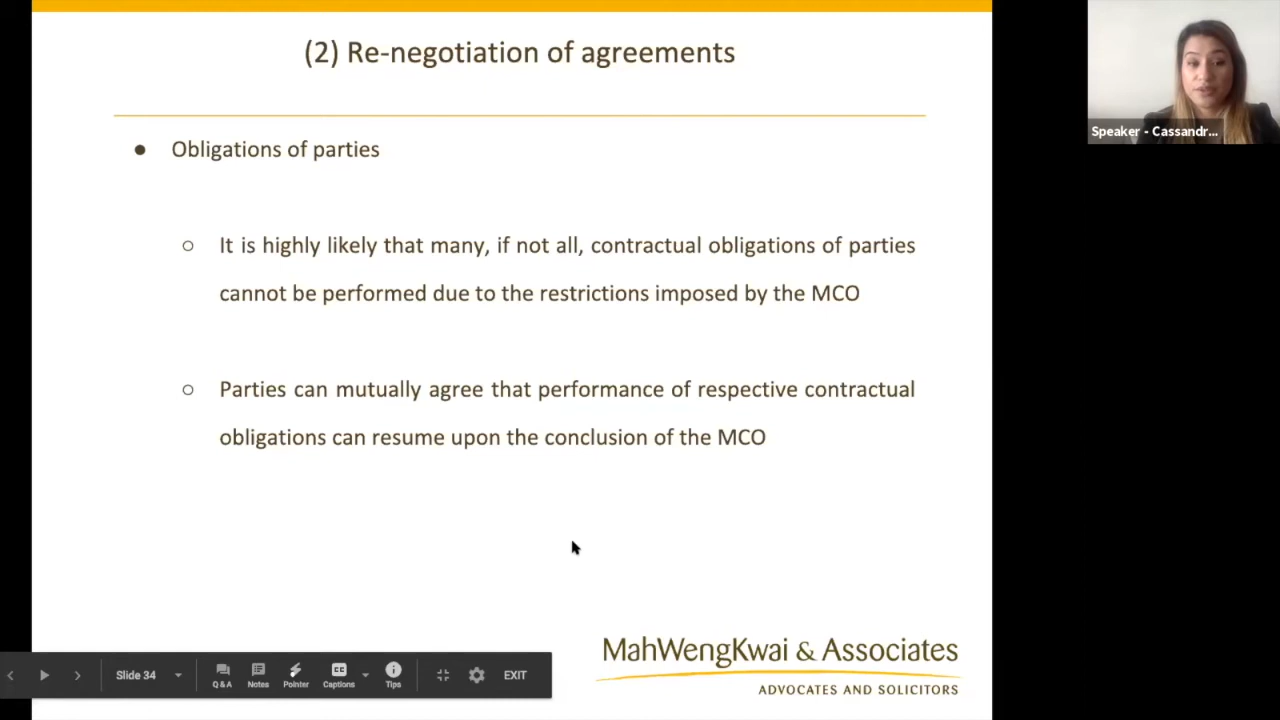 (2) Re-negotiation of agreements
Speaker - Cassandr...
● Obligations of parties
○ It is highly likely that many, if not all, contractual obligations of parties
cannot be performed due to the restrictions imposed by the MCO
○ Parties can mutually agree that performance of respective contractual
obligations can resume upon the conclusion of the MCO
MahWengKwai & Associates
ADVOCATES AND SOLICITORS
Slide 34
Q & A
Notes
Pointer
CC
Captions
Tips
EXIT